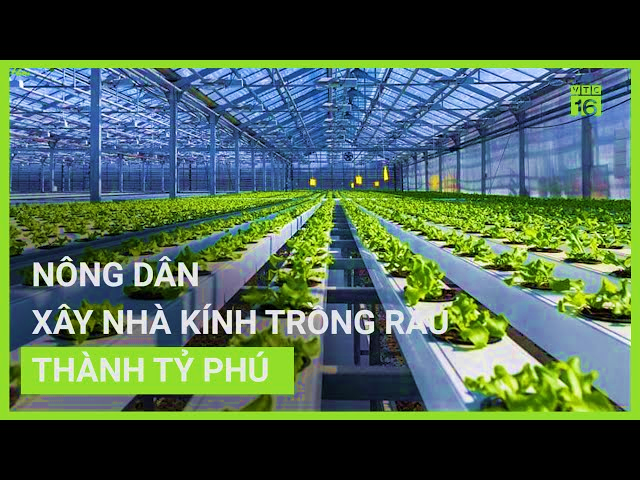 VTC
16
NÔNG DÂN
XÂY NHÀ KÍNH TRỒNG RAU
THÀNH TỶ PHÚ